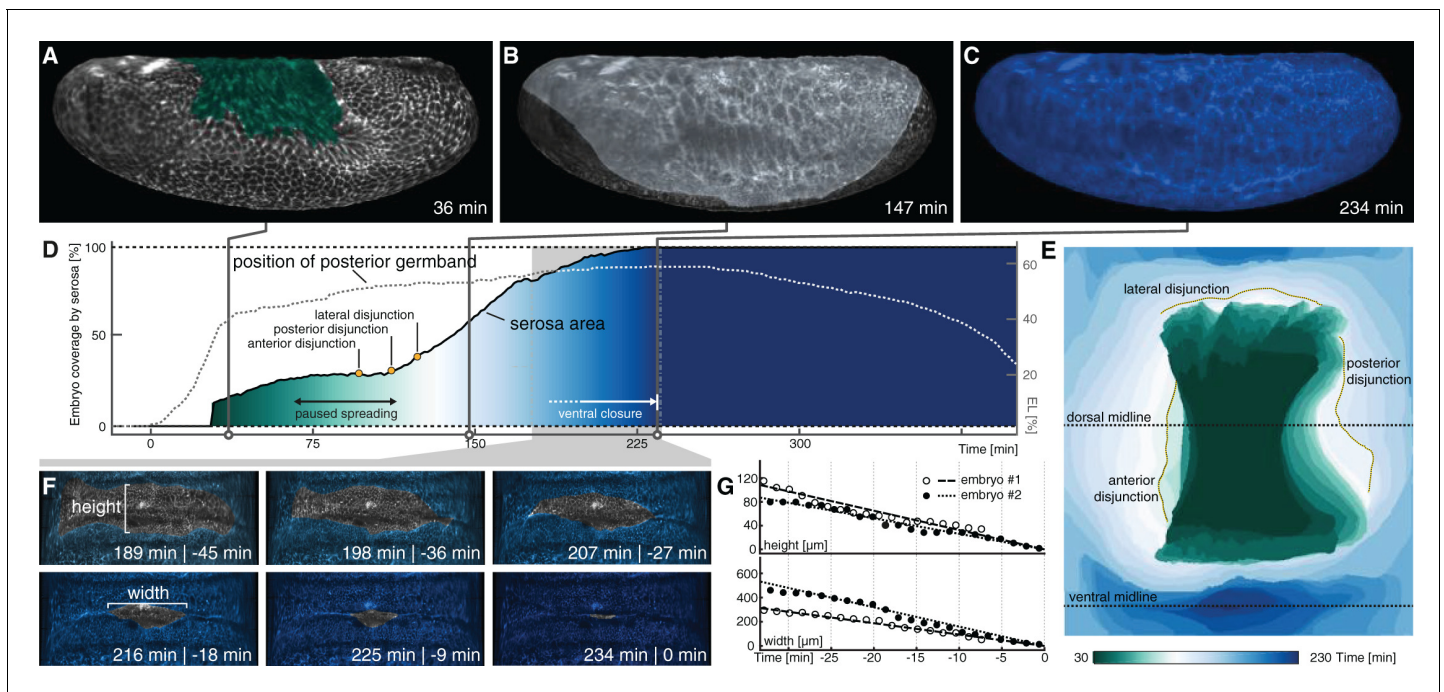 A
36 min
B
147 min
C
234 min
D
Embryo coverage by serosa [%]
100
50
0
position of posterior germband
lateral disjunction
posterior disjunction
anterior disjunction
serosa area
paused spreading
ventral closure
60
40
20
EL [%]
0
75
150
225
300
Time [min]
E
lateral disjunction
posterior
disjunction
dorsal midline
anterior
disjunction
ventral midline
30
230 Time [min]
F
height
189 min | -45 min
198 min | -36 min
207 min | -27 min
width
216 min | -18 min
225 min | -9 min
234 min | 0 min
G
120
80
40
0
height [µm]
embryo #1
embryo #2
600
400
200
0
width [µm]
Time [min]
-25
-20
-15
-10
-5
0